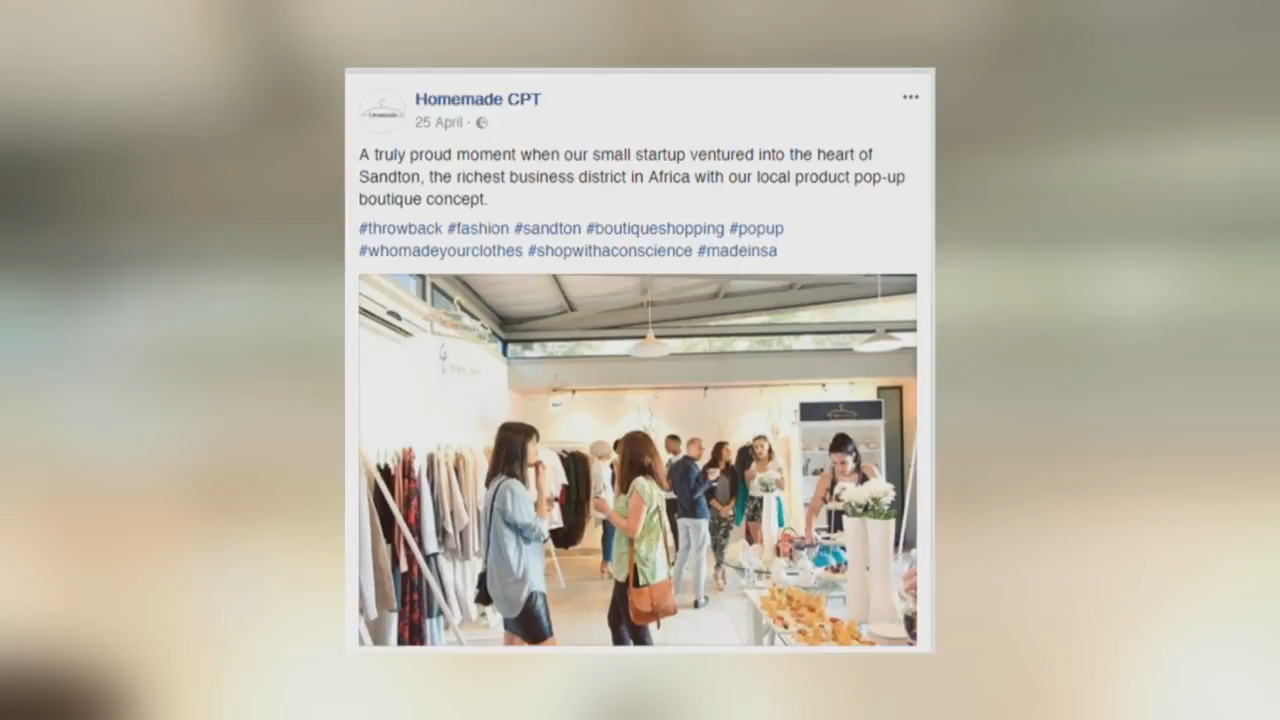 Homemade CPT
25 April ·
A truly proud moment when our small startup ventured into the heart of
Sandton, the richest business district in Africa with our local product pop-up
boutique concept.
#throwback #fashion #sandton #boutiqueshopping #popup
#whomadeyourclothes #shopwithaconscience #madeinsa